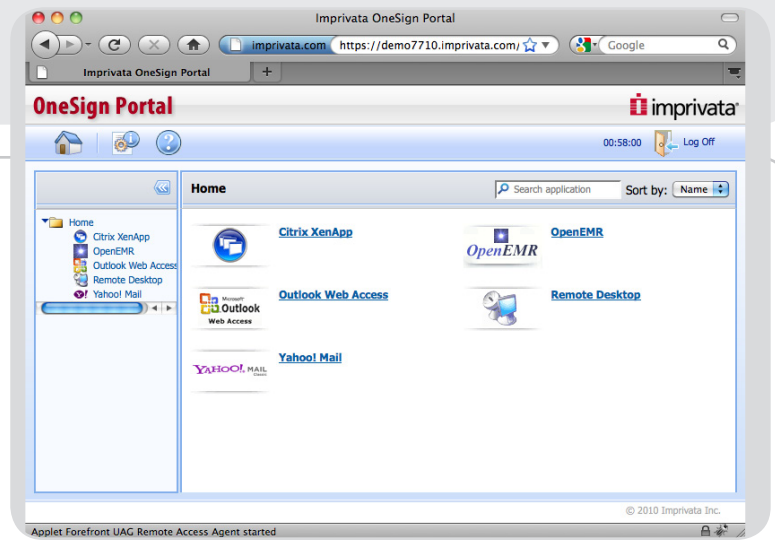 Imprivata OneSign Portal
imprivata.com https://demo7710.imprivata.com/ Google
Imprivata OneSign Portal +
OneSign Portal imprivata
00:58:00 Log Off
Home Search application Sort by: Name
Home
Citrix XenApp
OpenEMR
Outlook Web Access
Remote Desktop
Yahoo! Mail
Citrix XenApp
OpenEMR OpenEMR
Microsoft Outlook Web Access Outlook Web Access
Remote Desktop
YAHOO! MAIL Classic Yahoo! Mail
© 2010 Imprivata Inc.
Applet Forefront UAG Remote Access Agent started